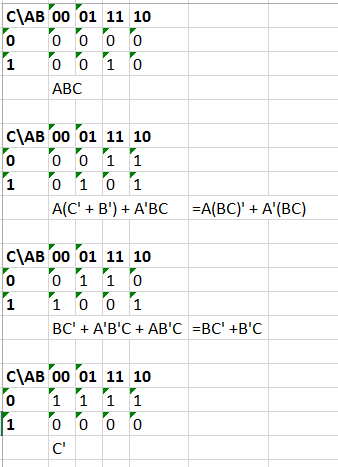 C\AB 00 01 11 10
0 0 0 0 0
1 0 0 1 0
ABC
C\AB 00 01 11 10
0 0 0 1 1
1 0 1 0 1
A(C' + B') + A'BC =A(BC)' + A'(BC)
C\AB 00 01 11 10
0 0 1 1 0
1 1 0 0 1
BC' + A'B'C + AB'C =BC' +B'C
C\AB 00 01 11 10
0 1 1 1 1
1 0 0 0 0
C'